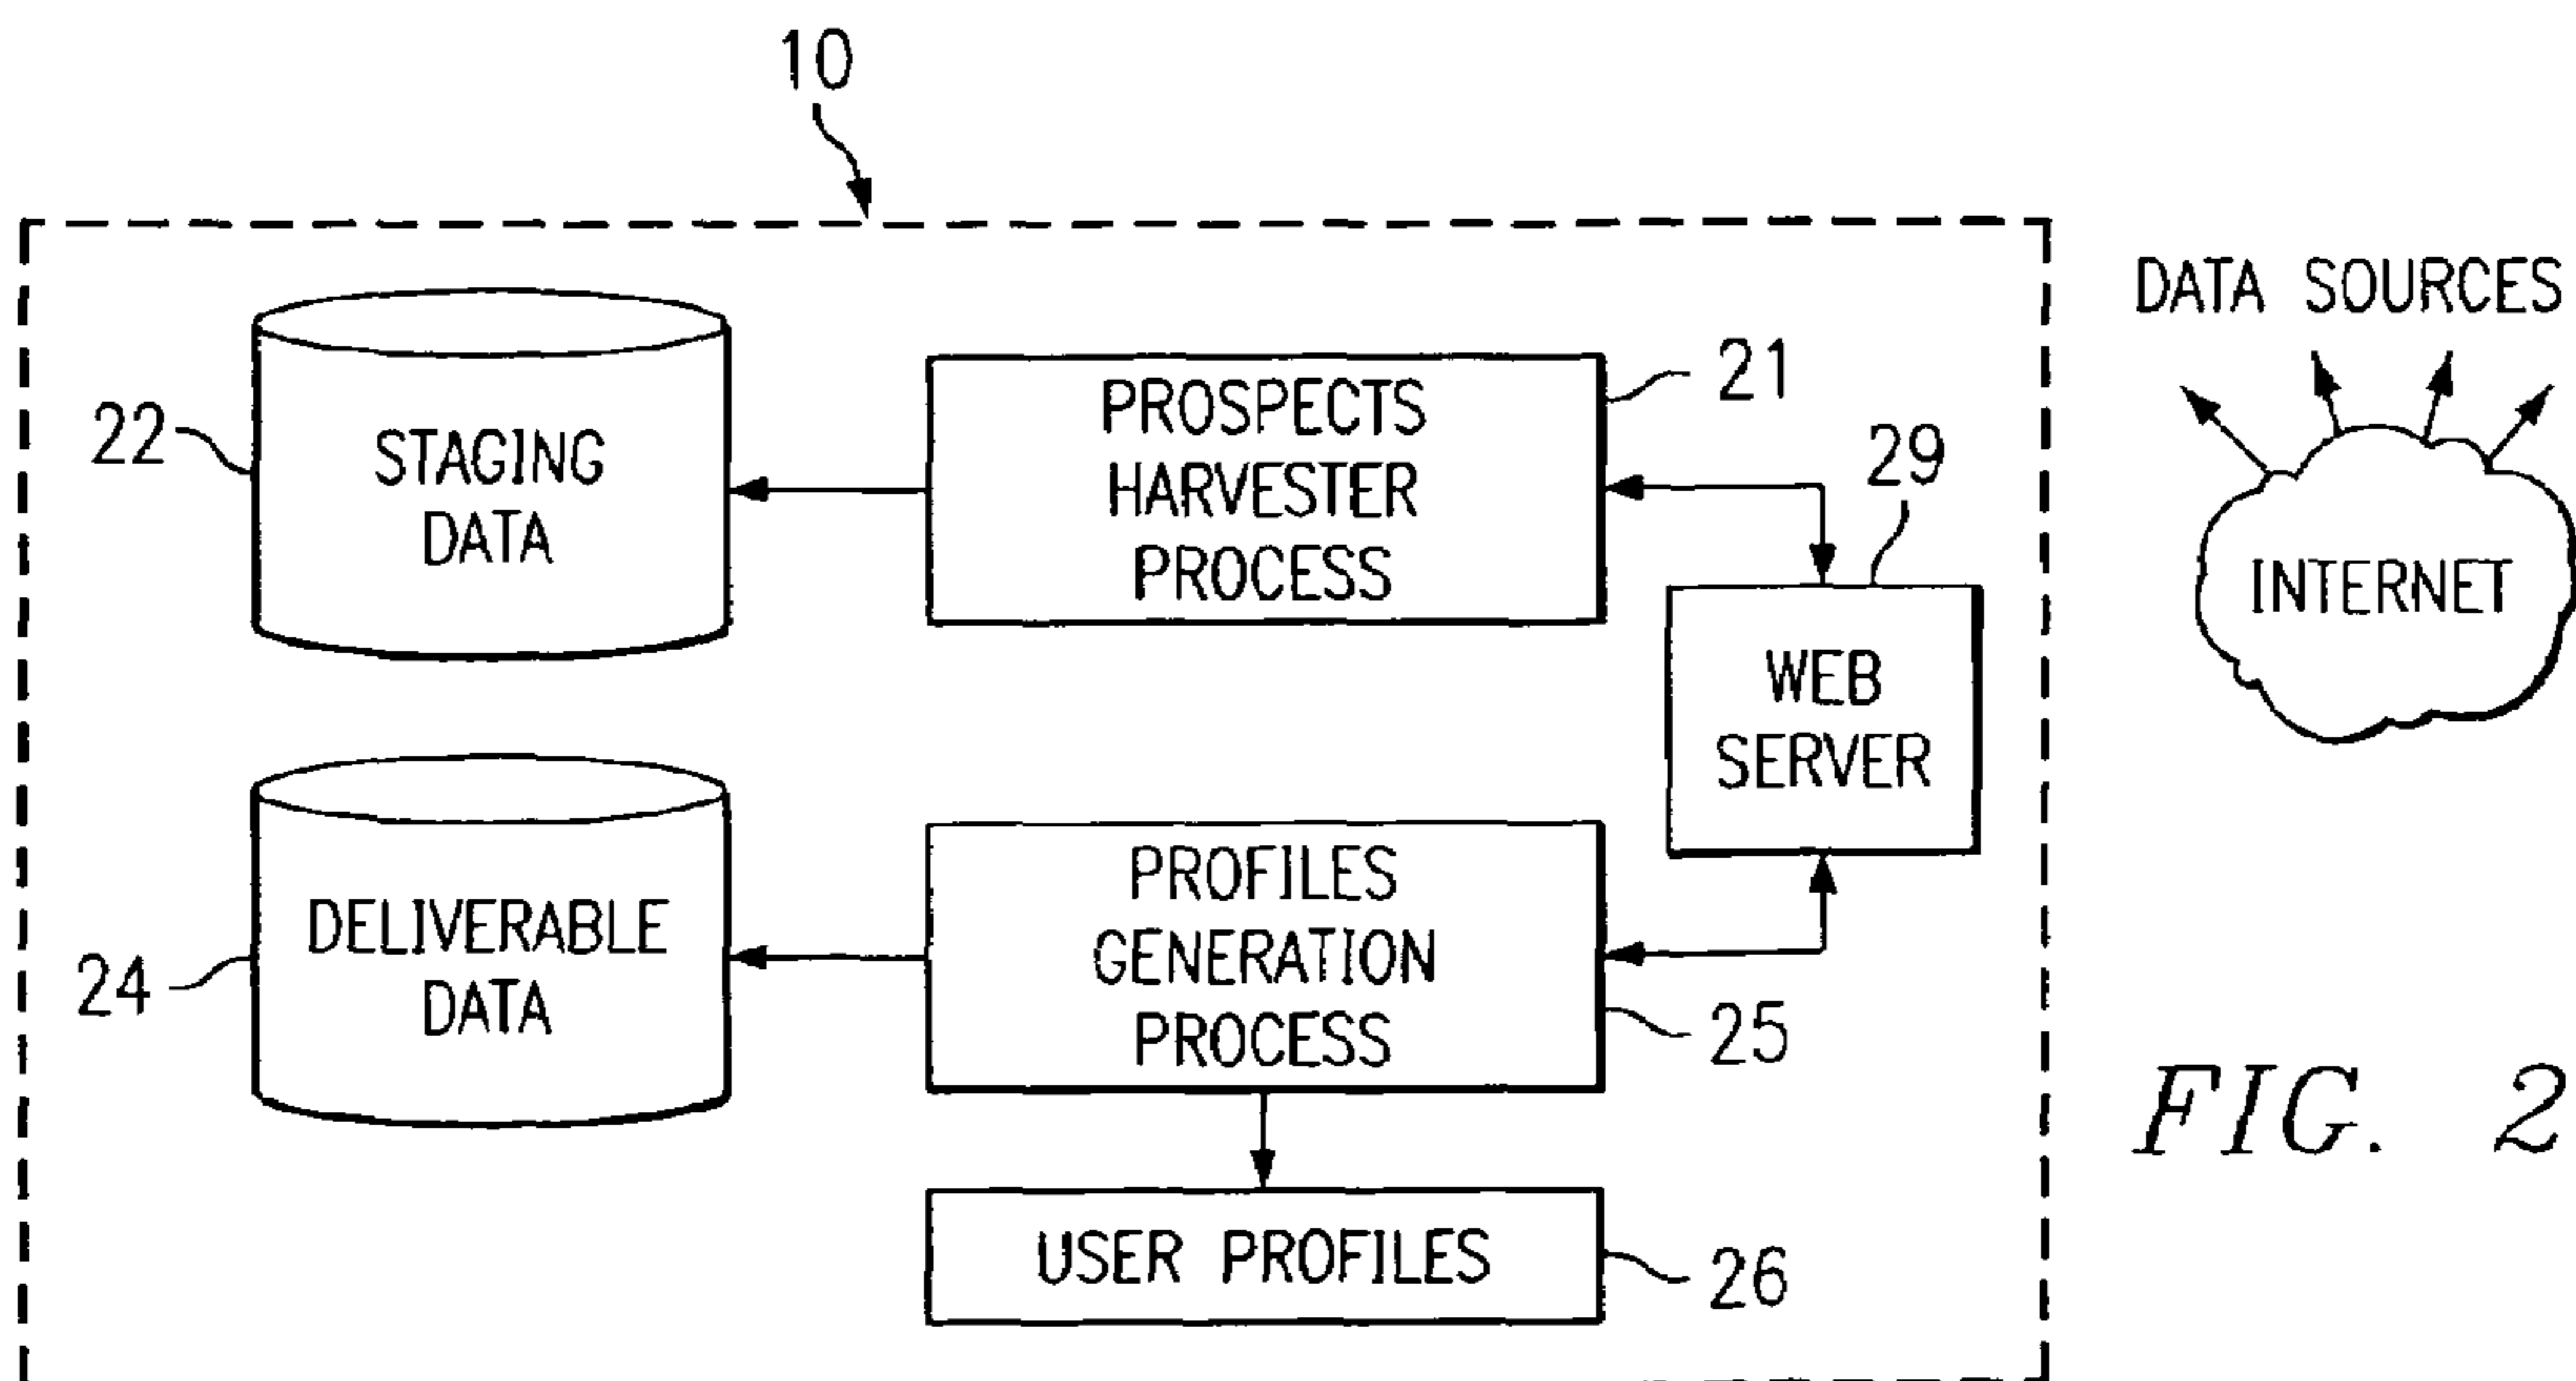 10
DATA SOURCES
22
STAGING
DATA
PROSPECTS
HARVESTER
PROCESS
21
29
INTERNET
WEB
SERVER
24
DELIVERABLE
DATA
PROFILES
GENERATION
PROCESS
25
USER PROFILES
26
FIG. 2